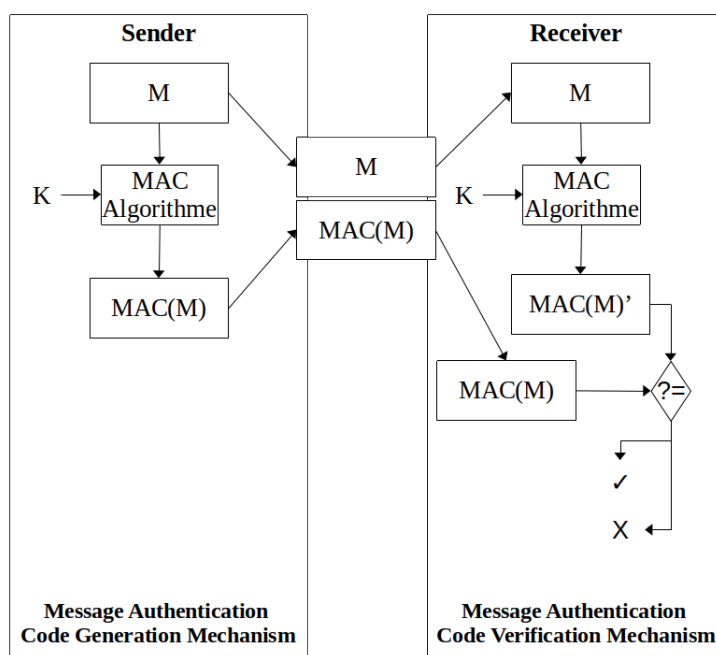 Sender
M
K
MAC
Algorithme
MAC(M)
Message Authentication
Code Generation Mechanism
M
MAC(M)
Receiver
M
K
MAC
Algorithme
MAC(M)’
MAC(M)
?=
✓
X
Message Authentication
Code Verification Mechanism